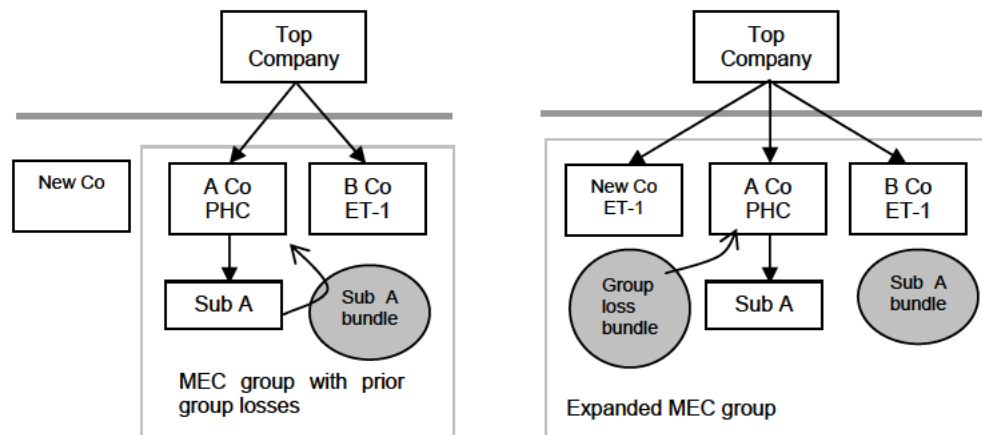 Top
Company
New Co
A Co
PHC
B Co
ET-1
Sub A
Sub A
bundle
MEC group with prior
group losses
Top
Company
New Co
ET-1
A Co
PHC
B Co
ET-1
Group
loss
bundle
Sub A
Sub A
bundle
Expanded MEC group